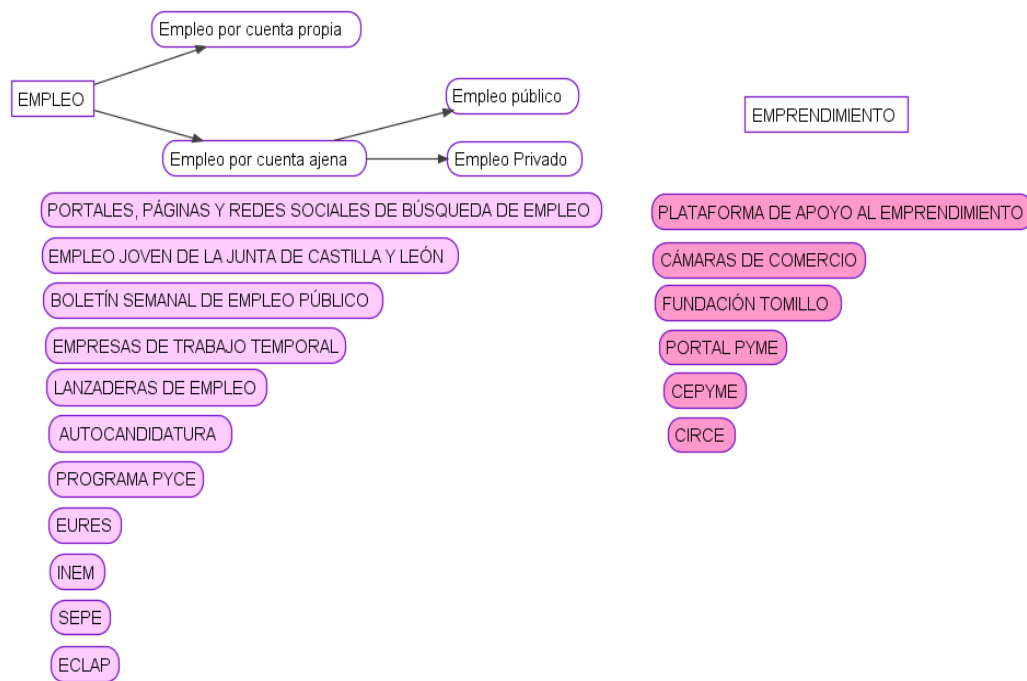 Empleo por cuenta propia
EMPLEO
Empleo público
EMPRENDIMIENTO
Empleo por cuenta ajena
Empleo Privado
PORTALES, PÁGINAS Y REDES SOCIALES DE BÚSQUEDA DE EMPLEO
EMPLEO JOVEN DE LA JUNTA DE CASTILLA Y LEÓN
BOLETÍN SEMANAL DE EMPLEO PÚBLICO
EMPRESAS DE TRABAJO TEMPORAL
LANZADERAS DE EMPLEO
AUTOCANDIDATURA
PROGRAMA PYCE
EURES
INEM
SEPE
ECLAP
PLATAFORMA DE APOYO AL EMPRENDIMIENTO
CÁMARAS DE COMERCIO
FUNDACIÓN TOMILLO
PORTAL PYME
CEPYME
CIRCE